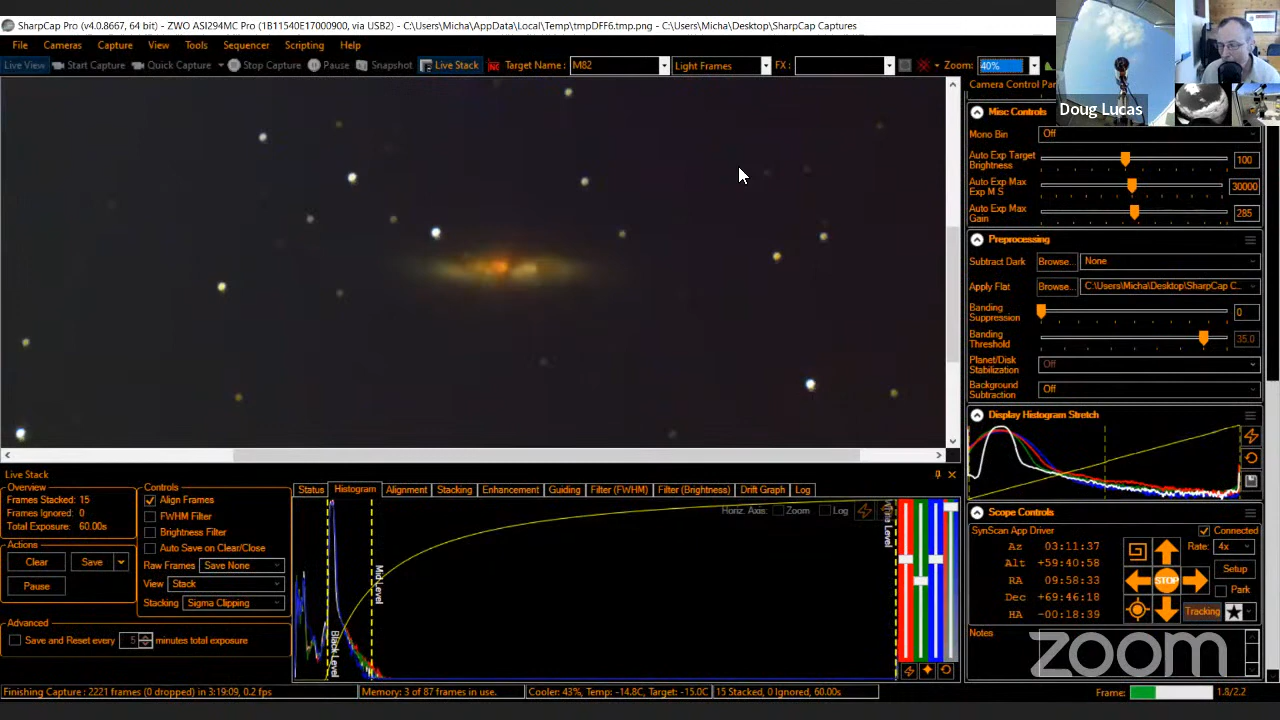 SharpCap Pro (v4.0.8667, 64 bit) - ZWO ASI294MC Pro (1B11540E17000900, via USB2) - C:\Users\Micha\AppData\Local\Temp\tmpDFF6.tmp.png - C:\Users\Micha\Desktop\SharpCap Captures
File Cameras Capture View Tools Sequencer Scripting Help
Live View Start Capture Quick Capture Stop Capture Pause Snapshot Live Stack Target Name : M82 Light Frames FX : Zoom: 40%
Camera Control Pan
Doug Lucas
Misc Controls
Mono Bin Off
Auto Exp Target
Brightness 100
Auto Exp Max
Exp M S 30000
Auto Exp Max
Gain 285
Preprocessing
Subtract Dark Browse... None
Apply Flat Browse... C:\Users\Micha\Desktop\SharpCap C...
Banding
Suppression 0
Banding
Threshold 35.0
Planet/Disk
Stabilization Off
Background
Subtraction Off
Display Histogram Stretch
Scope Controls
SynScan App Driver Connected
Az 03:11:37 Rate: 4x
Alt +59:40:58
RA 09:58:33 STOP Setup
Dec +69:46:18 Park
HA -00:18:39 Tracking
Notes
zoom
Live Stack
Overview
Frames Stacked: 15
Frames Ignored: 0
Total Exposure: 60.00s
Actions
Clear Save
Pause
Controls
Align Frames
FWHM Filter
Brightness Filter
Auto Save on Clear/Close
Raw Frames Save None
View Stack
Stacking Sigma Clipping
Advanced
Save and Reset every 5 minutes total exposure
Status Histogram Alignment Stacking Enhancement Guiding Filter (FWHM) Filter (Brightness) Drift Graph Log
Horiz. Axis: Zoom Log
Black Level
Mid Level
White Level
Finishing Capture : 2221 frames (0 dropped) in 3:19:09, 0.2 fps Memory: 3 of 87 frames in use. Cooler: 43%, Temp: -14.8C, Target: -15.0C 15 Stacked, 0 Ignored, 60.00s Frame: 1.8/2.2